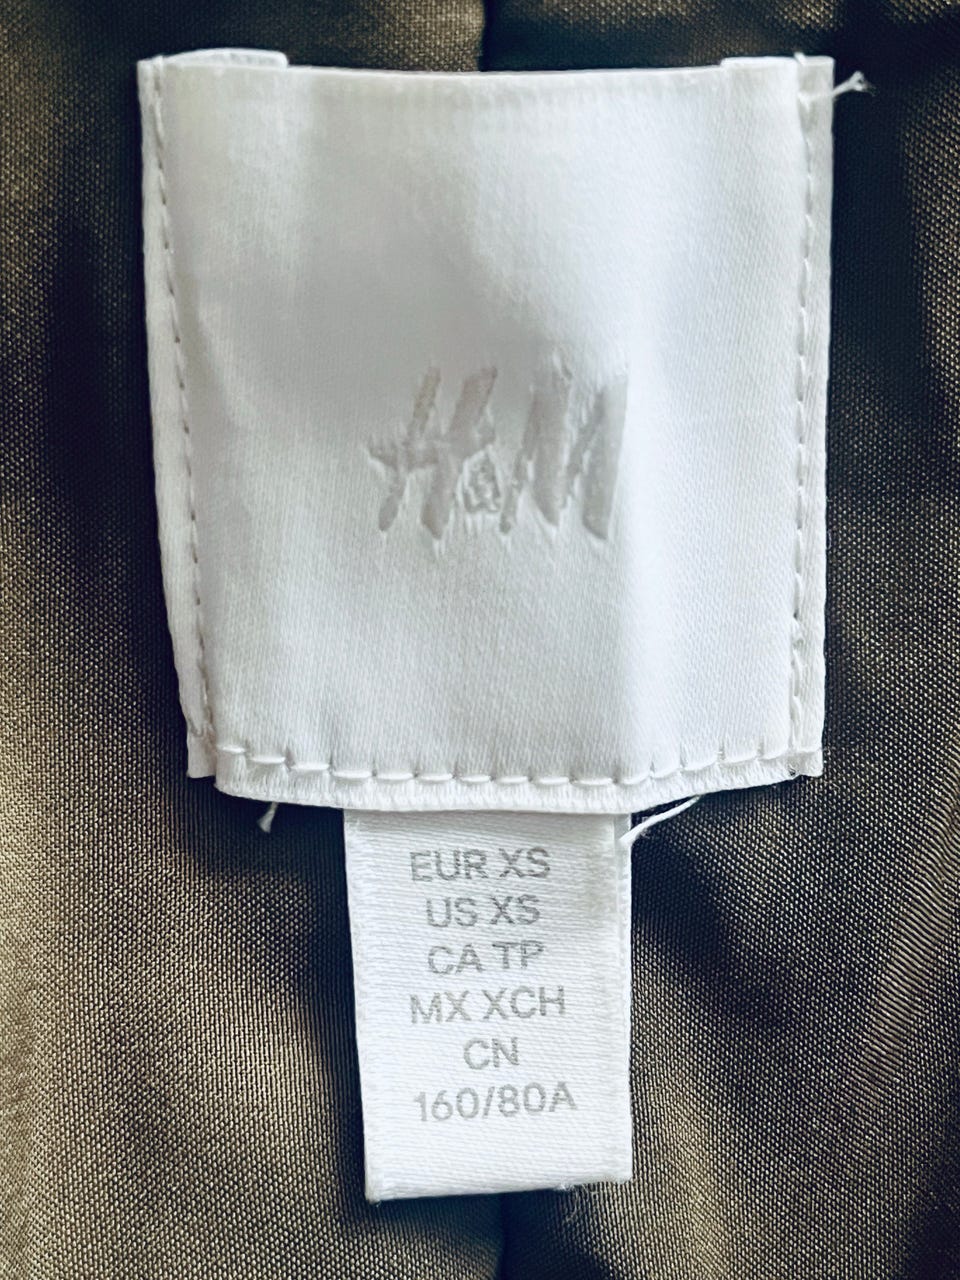 H&M
EUR XS
US XS
CA TP
MX XCH
CN
160/80A